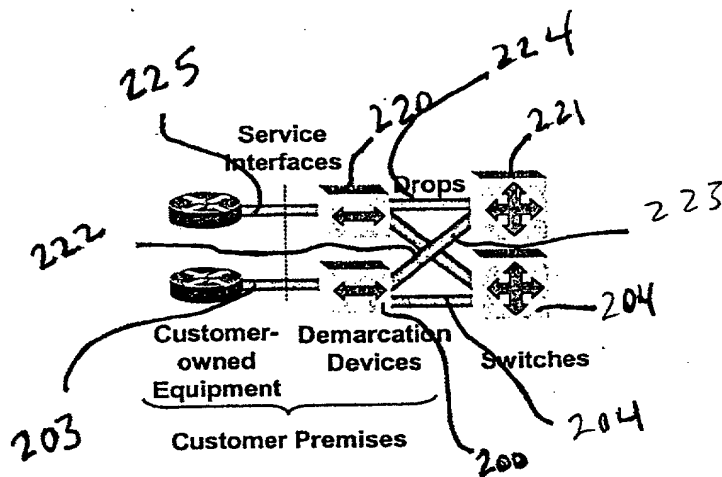 224
225
220
221
Service
Interfaces
Drops
222
223
204
Customer-
owned
Equipment
Demarcation
Devices
Switches
203
Customer Premises
200
204